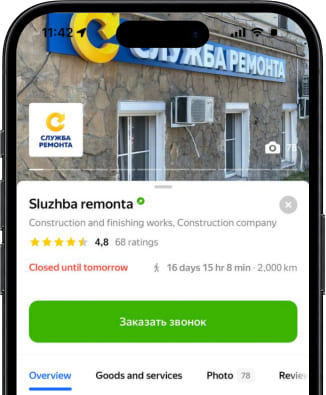 11:42
СЛУЖБА РЕМОНТА
СЛУЖБА
РЕМОНТА
78
Sluzhba remonta
Construction and finishing works, Construction company
4,8 68 ratings
Closed until tomorrow 16 days 15 hr 8 min · 2,000 km
Заказать звонок
Overview Goods and services Photo 78